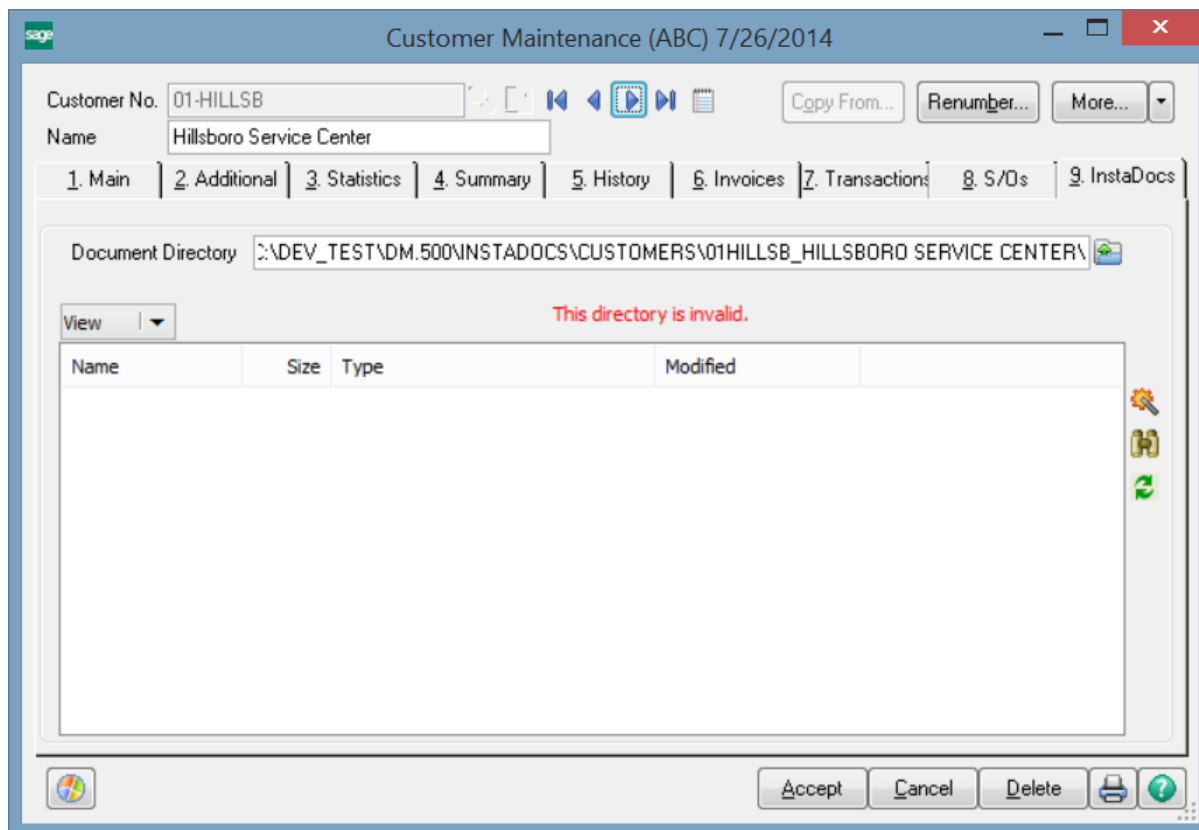 sage
Customer Maintenance (ABC) 7/26/2014
Customer No. 01-HILLSB Copy From... Renumber... More...
Name Hillsboro Service Center
1. Main 2. Additional 3. Statistics 4. Summary 5. History 6. Invoices 7. Transactions 8. S/Os 9. InstaDocs
Document Directory :\DEV_TEST\DM.500\INSTADOCS\CUSTOMERS\01HILLSB_HILLSBORO SERVICE CENTER\
View This directory is invalid.
Name Size Type Modified
Accept Cancel Delete